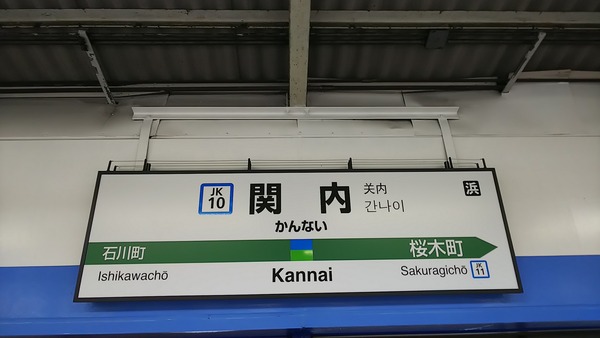 JK
10
関内
关内
간나이
浜
かんない
石川町
桜木町
Ishikawachō
Kannai
Sakuragichō
JK
11